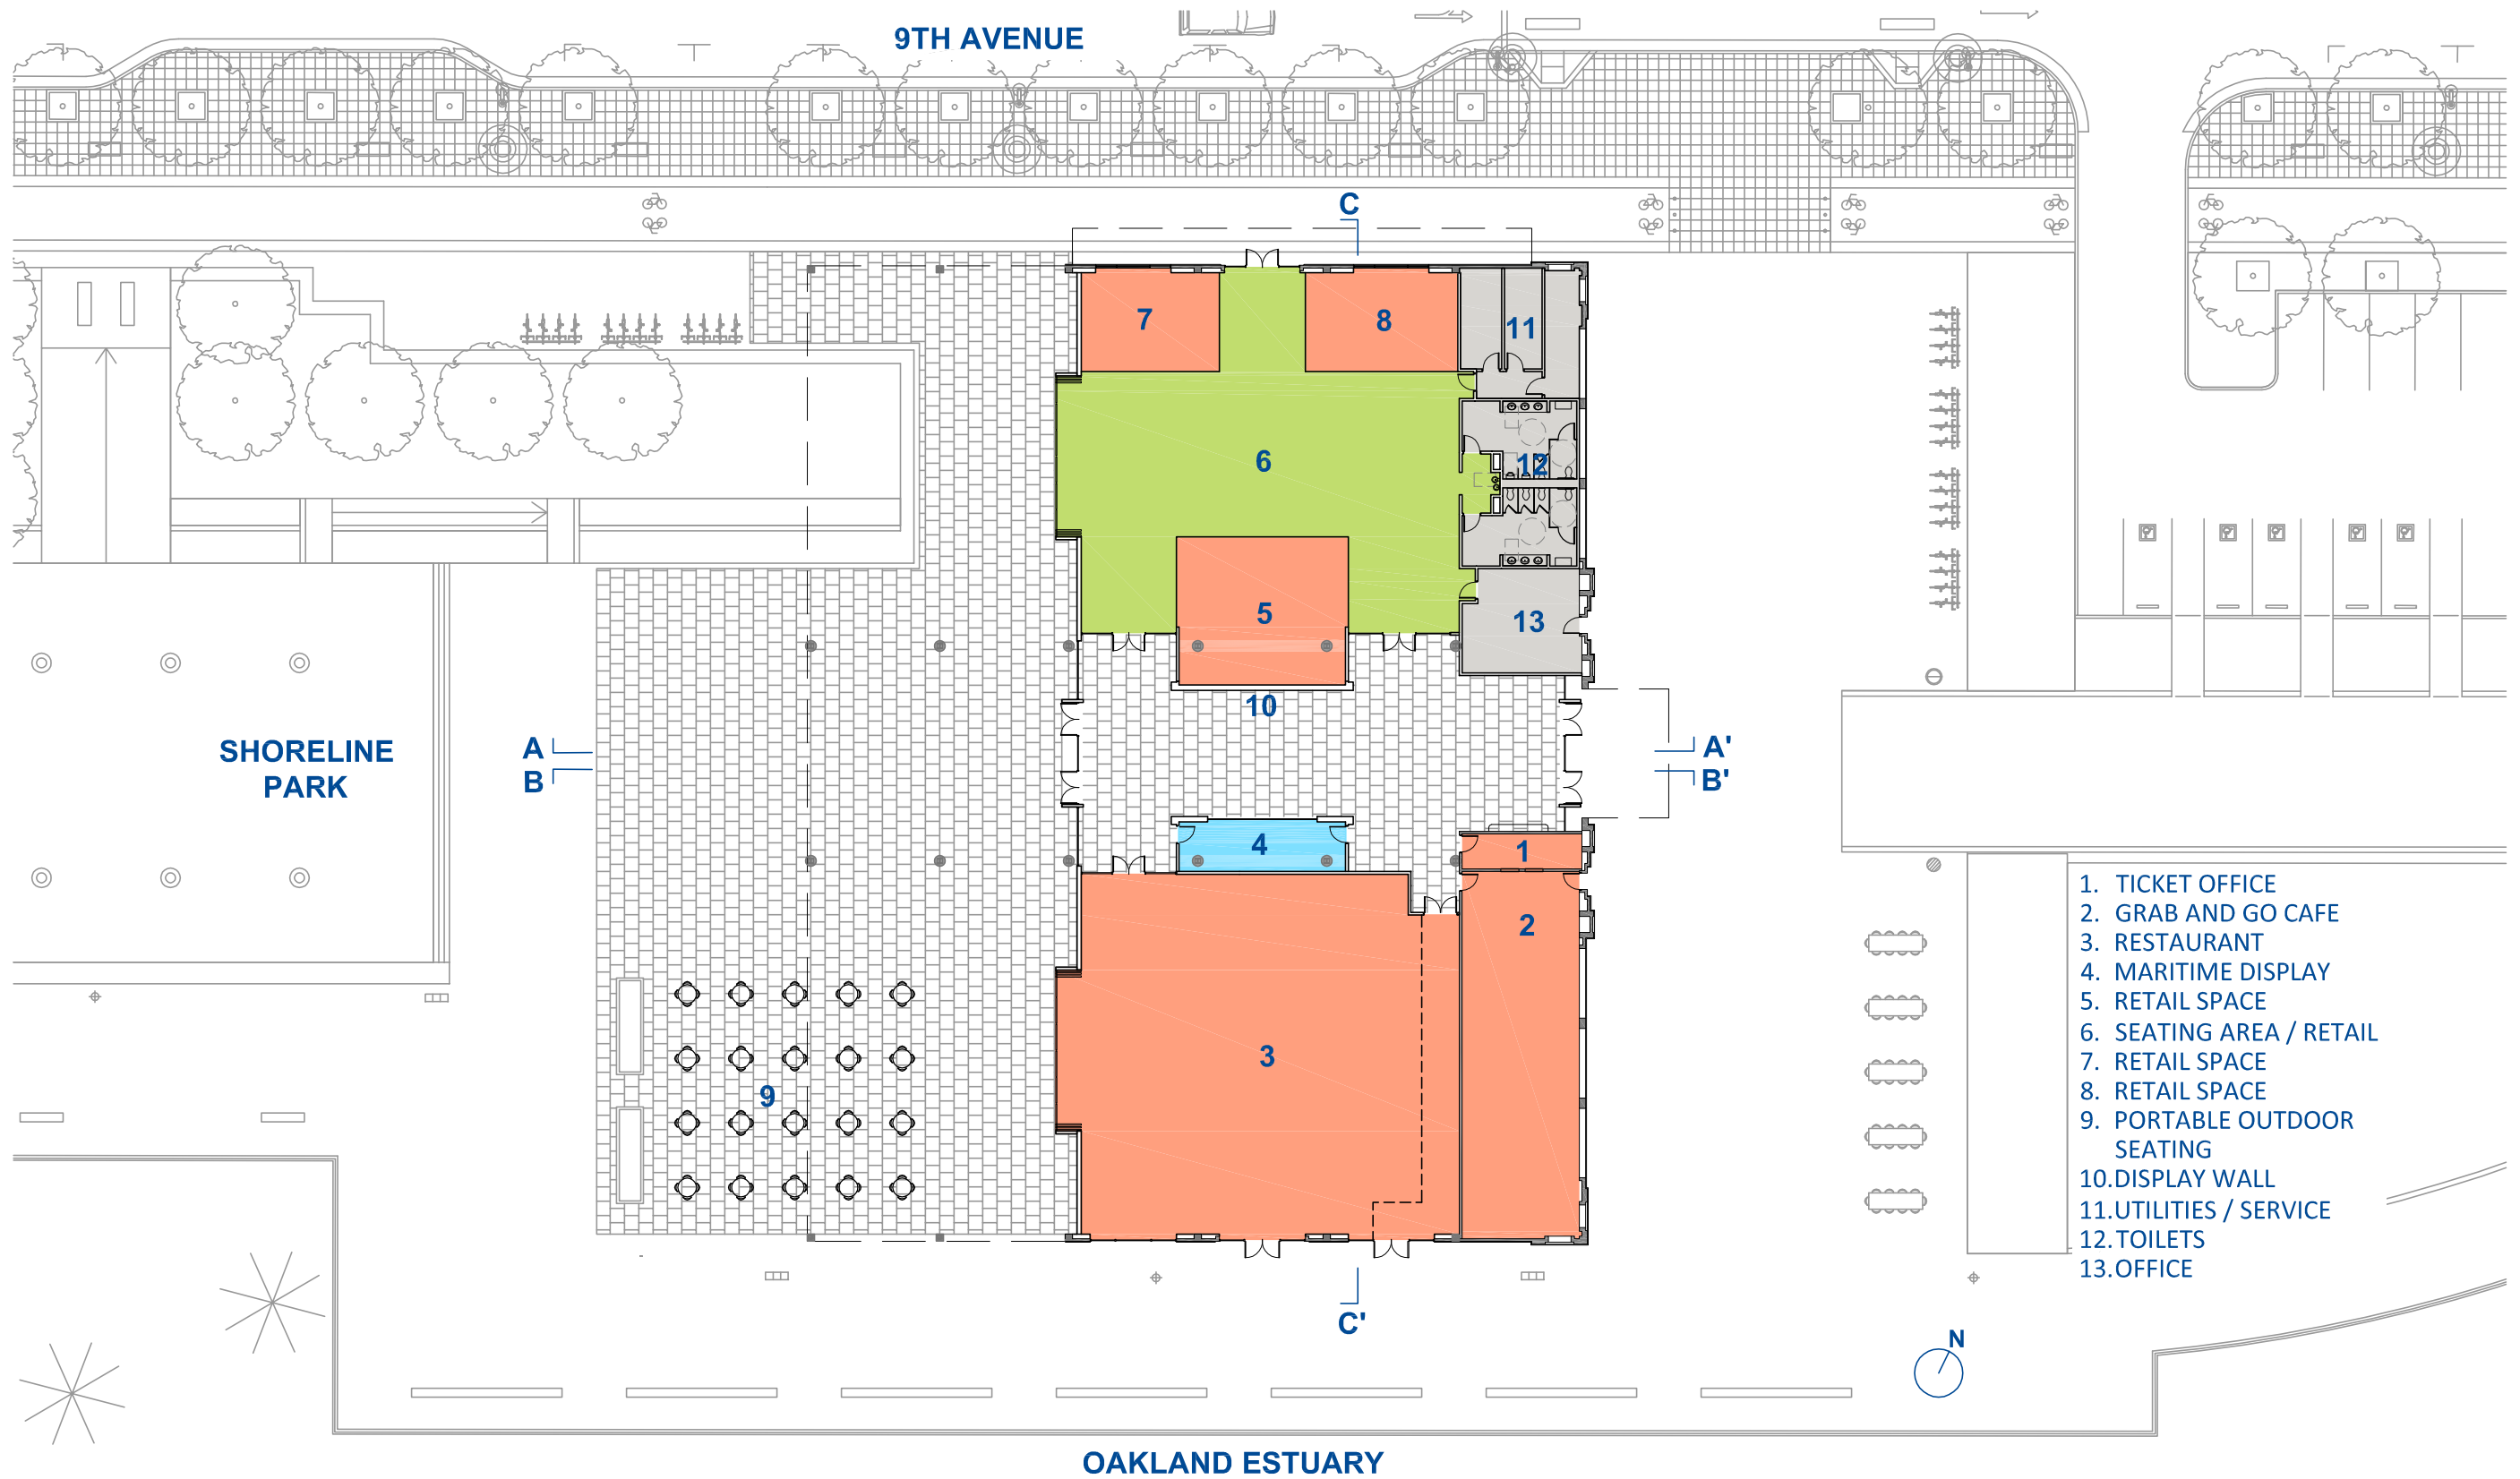 9TH AVENUE
C
7
8
11
6
12
5
13
10
SHORELINE
PARK
A
B
A'
B'
4
1
2
3
9
1. TICKET OFFICE
2. GRAB AND GO CAFE
3. RESTAURANT
4. MARITIME DISPLAY
5. RETAIL SPACE
6. SEATING AREA / RETAIL
7. RETAIL SPACE
8. RETAIL SPACE
9. PORTABLE OUTDOOR
SEATING
10.DISPLAY WALL
11.UTILITIES / SERVICE
12.TOILETS
13.OFFICE
C'
N
OAKLAND ESTUARY